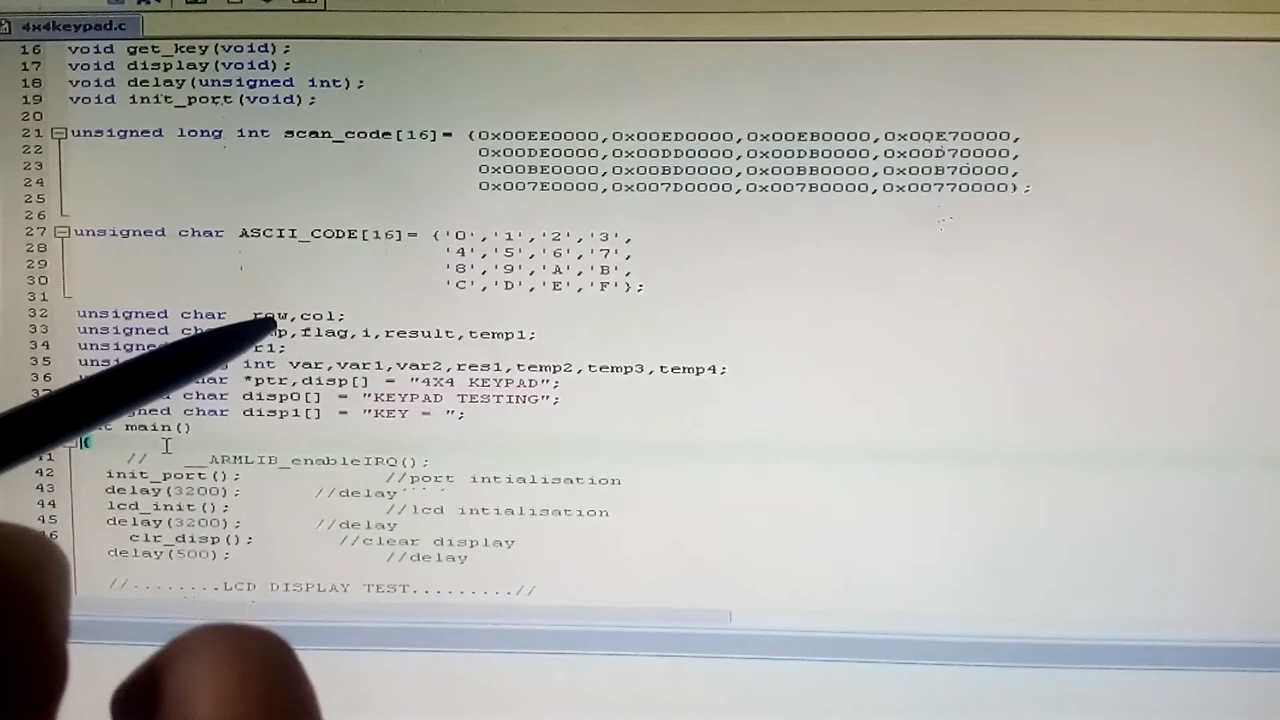 4x4keypad.c
16 void get_key(void);
17 void display(void);
18 void delay(unsigned int);
19 void init_port(void);
20
21 unsigned long int scan_code[16]= {0x00EE0000,0x00ED0000,0x00EB0000,0x00E70000,
22 0x00DE0000,0x00DD0000,0x00DB0000,0x00D70000,
23 0x00BE0000,0x00BD0000,0x00BB0000,0x00B70000,
24 0x007E0000,0x007D0000,0x007B0000,0x00770000};
25
26
27 unsigned char ASCII_CODE[16]= {'0','1','2','3',
28 '4','5','6','7',
29 '8','9','A','B',
30 'C','D','E','F'};
31
32 unsigned char row,col;
33 unsigned flag,i,result,temp1;
34 unsigned r1;
35 int var,var1,var2,res1,temp2,temp3,temp4;
36 char *ptr,disp[] = "4X4 KEYPAD";
char disp0[] = "KEYPAD TESTING";
char disp1[] = "KEY = ";
main()
{
// __ARMLIB_enableIRQ();
42 init_port(); //port intialisation
43 delay(3200); //delay
44 lcd_init(); //lcd intialisation
45 delay(3200); //delay
clr_disp(); //clear display
delay(500); //delay
//........LCD DISPLAY TEST.........//